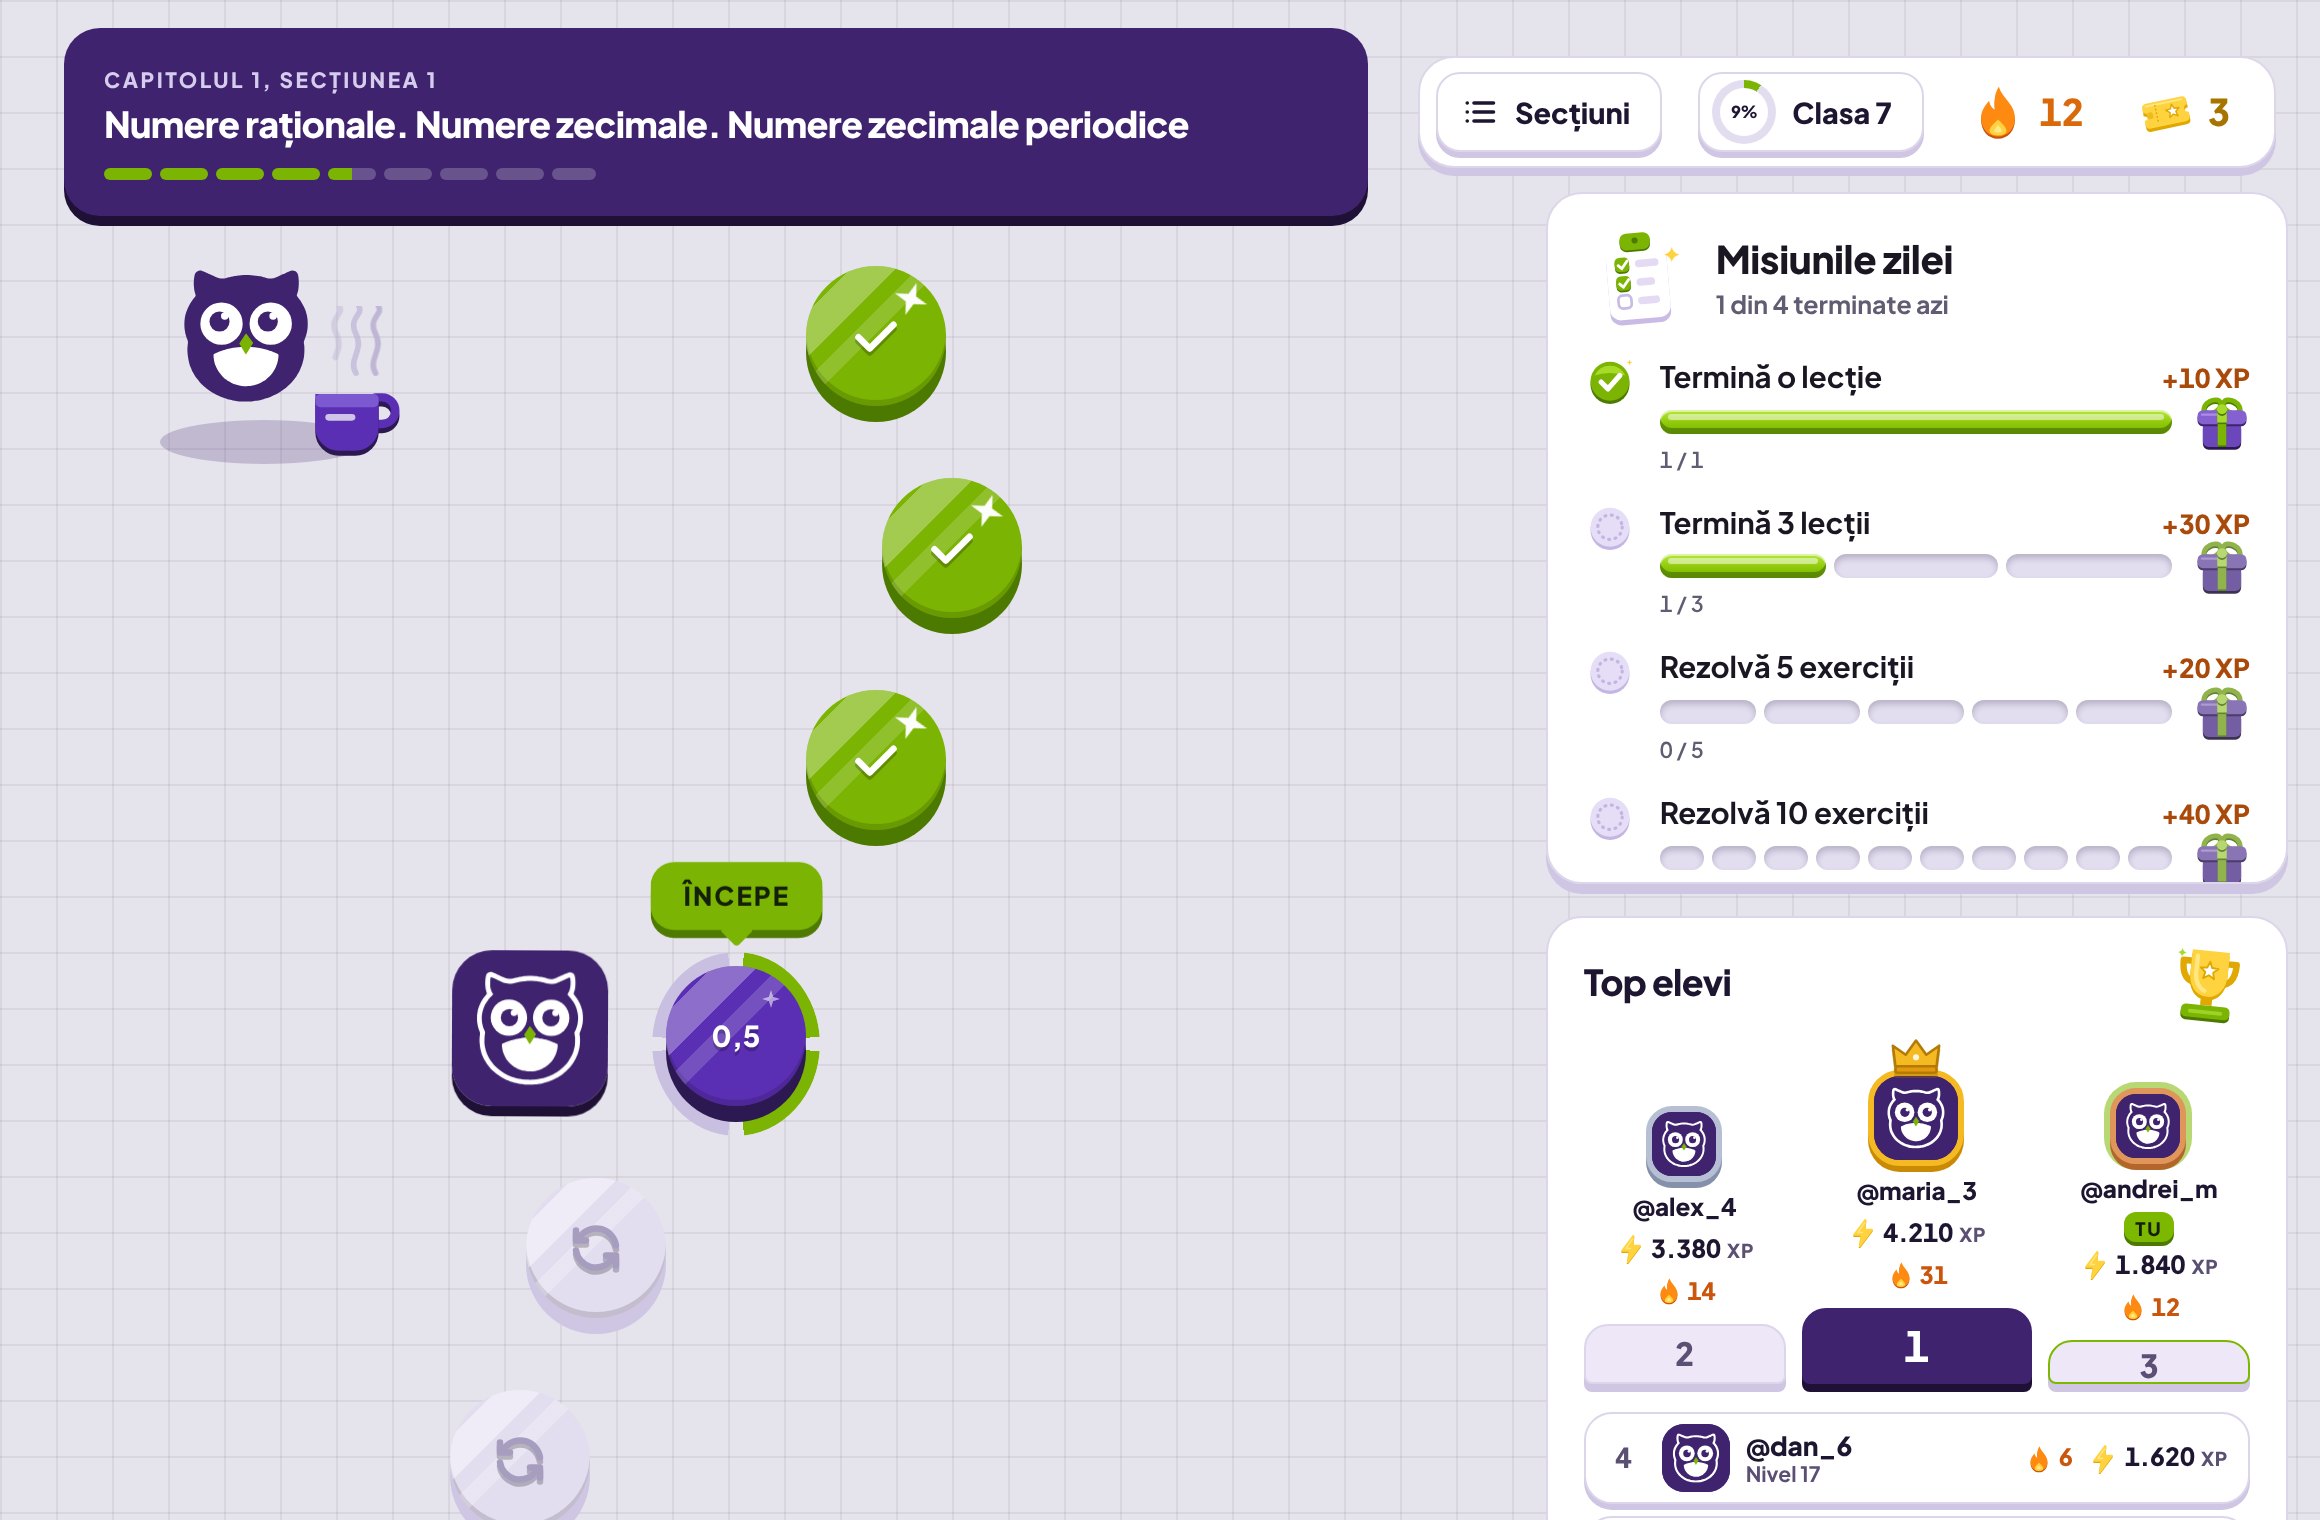 CAPITOLUL 1, SECȚIUNEA 1
Numere raționale. Numere zecimale. Numere zecimale periodice
Secțiuni
9%
Clasa 7
12
3
Misiunile zilei
1 din 4 terminate azi
Termină o lecție
+10 XP
1 / 1
Termină 3 lecții
+30 XP
1 / 3
Rezolvă 5 exerciții
+20 XP
0 / 5
Rezolvă 10 exerciții
+40 XP
ÎNCEPE
0,5
Top elevi
@alex_4
3.380 XP
14
2
@maria_3
4.210 XP
31
1
@andrei_m
TU
1.840 XP
12
3
4
@dan_6
Nivel 17
6
1.620 XP